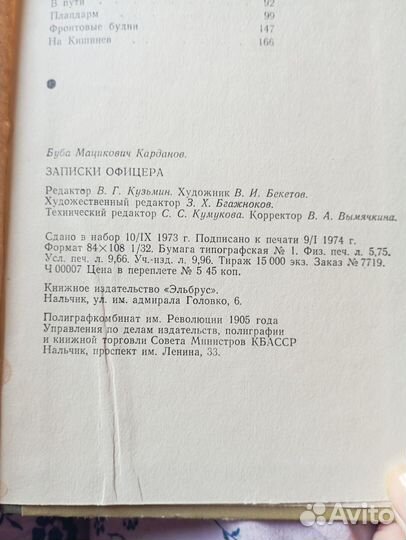 В пути 92
Плацдарм 99
Фронтовые будни 147
На Кишинев 166
Буба Мацикович Карданов.
ЗАПИСКИ ОФИЦЕРА
Редактор В. Г. Кузьмин. Художник В. И. Бекетов.
Художественный редактор З. Х. Бгажноков.
Технический редактор С. С. Кумукова. Корректор В. А. Вымячкина.
Сдано в набор 10/IX 1973 г. Подписано к печати 9/I 1974 г.
Формат 84×108 1/32. Бумага типографская № 1. Физ. печ. л. 5,75.
Усл. печ. л. 9,66. Уч.-изд. л. 9,96. Тираж 15 000 экз. Заказ № 7719.
Ч 00007 Цена в переплете № 5 45 коп.
Книжное издательство «Эльбрус».
Нальчик, ул. им. адмирала Головко, 6.
Полиграфкомбинат им. Революции 1905 года
Управления по делам издательств, полиграфии
и книжной торговли Совета Министров КБАССР
Нальчик, проспект им. Ленина, 33.
Avito